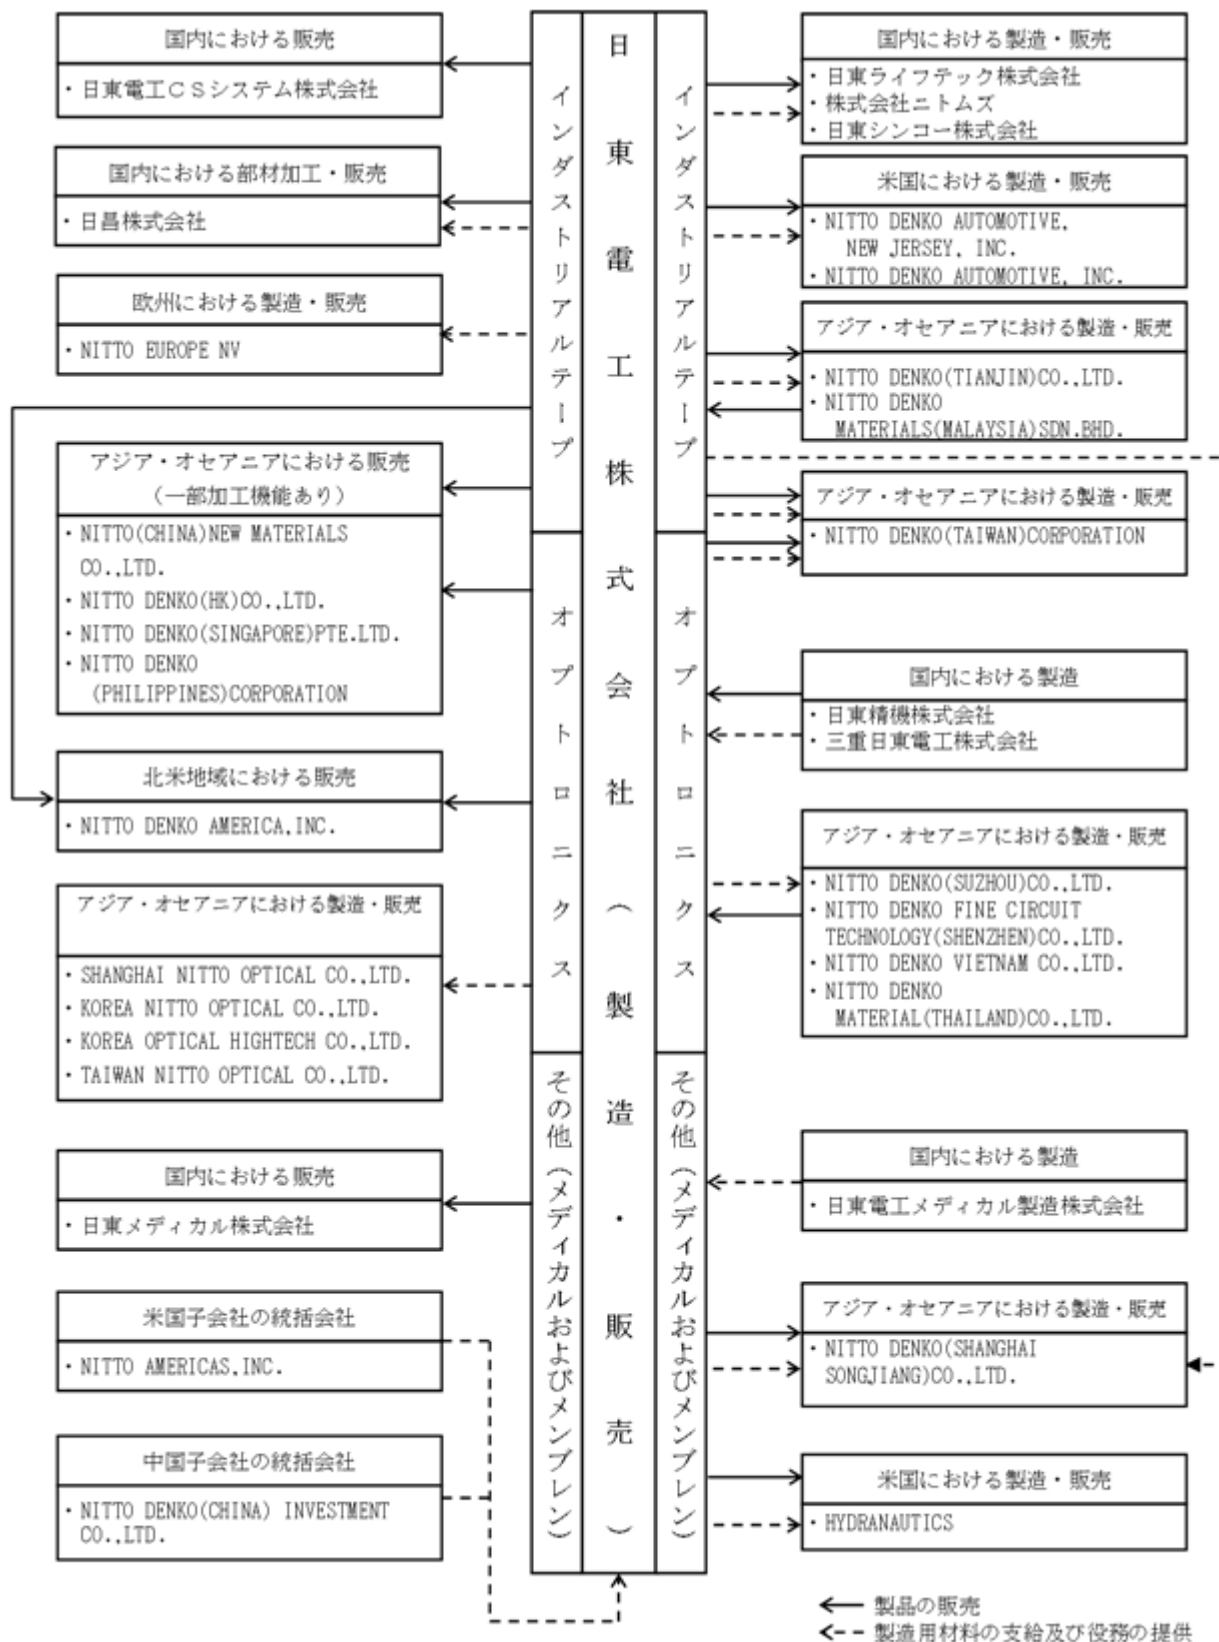 国内における販売
・日東電工ＣＳシステム株式会社
国内における部材加工・販売
・日昌株式会社
欧州における製造・販売
・NITTO EUROPE NV
アジア・オセアニアにおける販売
（一部加工機能あり）
・NITTO(CHINA)NEW MATERIALS
CO.,LTD.
・NITTO DENKO(HK)CO.,LTD.
・NITTO DENKO(SINGAPORE)PTE.LTD.
・NITTO DENKO
(PHILIPPINES)CORPORATION
北米地域における販売
・NITTO DENKO AMERICA,INC.
アジア・オセアニアにおける製造・販売
・SHANGHAI NITTO OPTICAL CO.,LTD.
・KOREA NITTO OPTICAL CO.,LTD.
・KOREA OPTICAL HIGHTECH CO.,LTD.
・TAIWAN NITTO OPTICAL CO.,LTD.
国内における販売
・日東メディカル株式会社
米国子会社の統括会社
・NITTO AMERICAS,INC.
中国子会社の統括会社
・NITTO DENKO(CHINA) INVESTMENT
CO.,LTD.
インダストリアルテープ
オプトロニクス
その他（メディカルおよびメンブレン）
日東電工株式会社（製造・販売）
インダストリアルテープ
オプトロニクス
その他（メディカルおよびメンブレン）
国内における製造・販売
・日東ライフテック株式会社
・株式会社ニトムズ
・日東シンコー株式会社
米国における製造・販売
・NITTO DENKO AUTOMOTIVE,
NEW JERSEY, INC.
・NITTO DENKO AUTOMOTIVE, INC.
アジア・オセアニアにおける製造・販売
・NITTO DENKO(TIANJIN)CO.,LTD.
・NITTO DENKO
MATERIALS(MALAYSIA)SDN.BHD.
アジア・オセアニアにおける製造・販売
・NITTO DENKO(TAIWAN)CORPORATION
国内における製造
・日東精機株式会社
・三重日東電工株式会社
アジア・オセアニアにおける製造・販売
・NITTO DENKO(SUZHOU)CO.,LTD.
・NITTO DENKO FINE CIRCUIT
TECHNOLOGY(SHENZHEN)CO.,LTD.
・NITTO DENKO VIETNAM CO.,LTD.
・NITTO DENKO
MATERIAL(THAILAND)CO.,LTD.
国内における製造
・日東電工メディカル製造株式会社
アジア・オセアニアにおける製造・販売
・NITTO DENKO(SHANGHAI
SONGJIANG)CO.,LTD.
米国における製造・販売
・HYDRANAUTICS
製品の販売
製造用材料の支給及び役務の提供